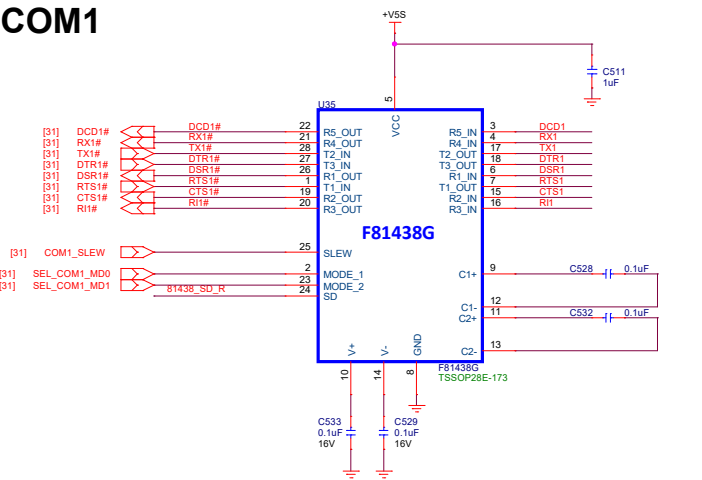 COM1
+V5S
C511
1uF
U35
5
VCC
[31] DCD1# DCD1# 22 R5_OUT R5_IN 3 DCD1
[31] RX1# RX1# 21 R4_OUT R4_IN 4 RX1
[31] TX1# TX1# 28 T2_IN T2_OUT 17 TX1
[31] DTR1# DTR1# 27 T3_IN T3_OUT 18 DTR1
[31] DSR1# DSR1# 26 R1_OUT R1_IN 6 DSR1
[31] RTS1# RTS1# 1 T1_IN T1_OUT 7 RTS1
[31] CTS1# CTS1# 19 R2_OUT R2_IN 15 CTS1
[31] RI1# RI1# 20 R3_OUT R3_IN 16 RI1
F81438G
[31] COM1_SLEW 25 SLEW
[31] SEL_COM1_MD0 2 MODE_1 C1+ 9 C528 0.1uF
[31] SEL_COM1_MD1 23 MODE_2
81438_SD_R 24 SD
C1- 12
C2+ 11 C532 0.1uF
C2- 13
V+ V- GND
10 14 8
F81438G
TSSOP28E-173
C533 C529
0.1uF 0.1uF
16V 16V